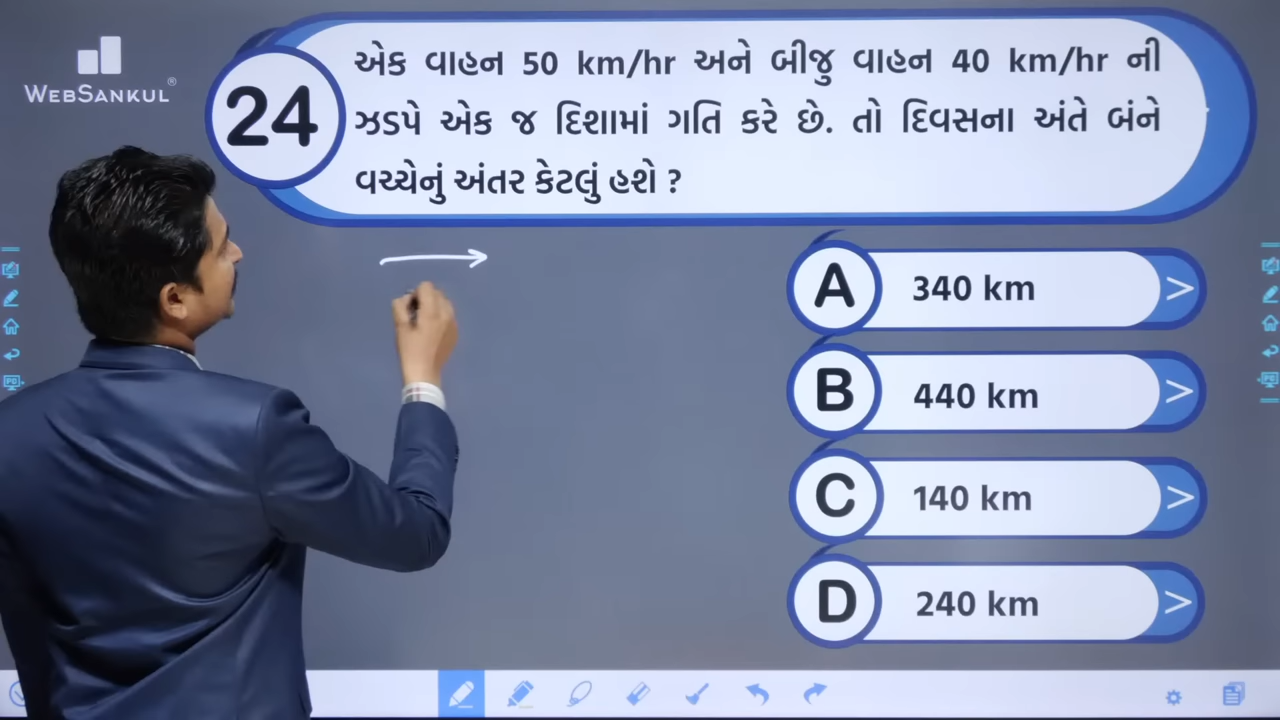 WEBSANKUL®
24
એક વાહન 50 km/hr અને બીજુ વાહન 40 km/hr ની
ઝડપે એક જ દિશામાં ગતિ કરે છે. તો દિવસના અંતે બંને
વચ્ચેનું અંતર કેટલું હશે ?
A 340 km >
B 440 km >
C 140 km >
D 240 km >